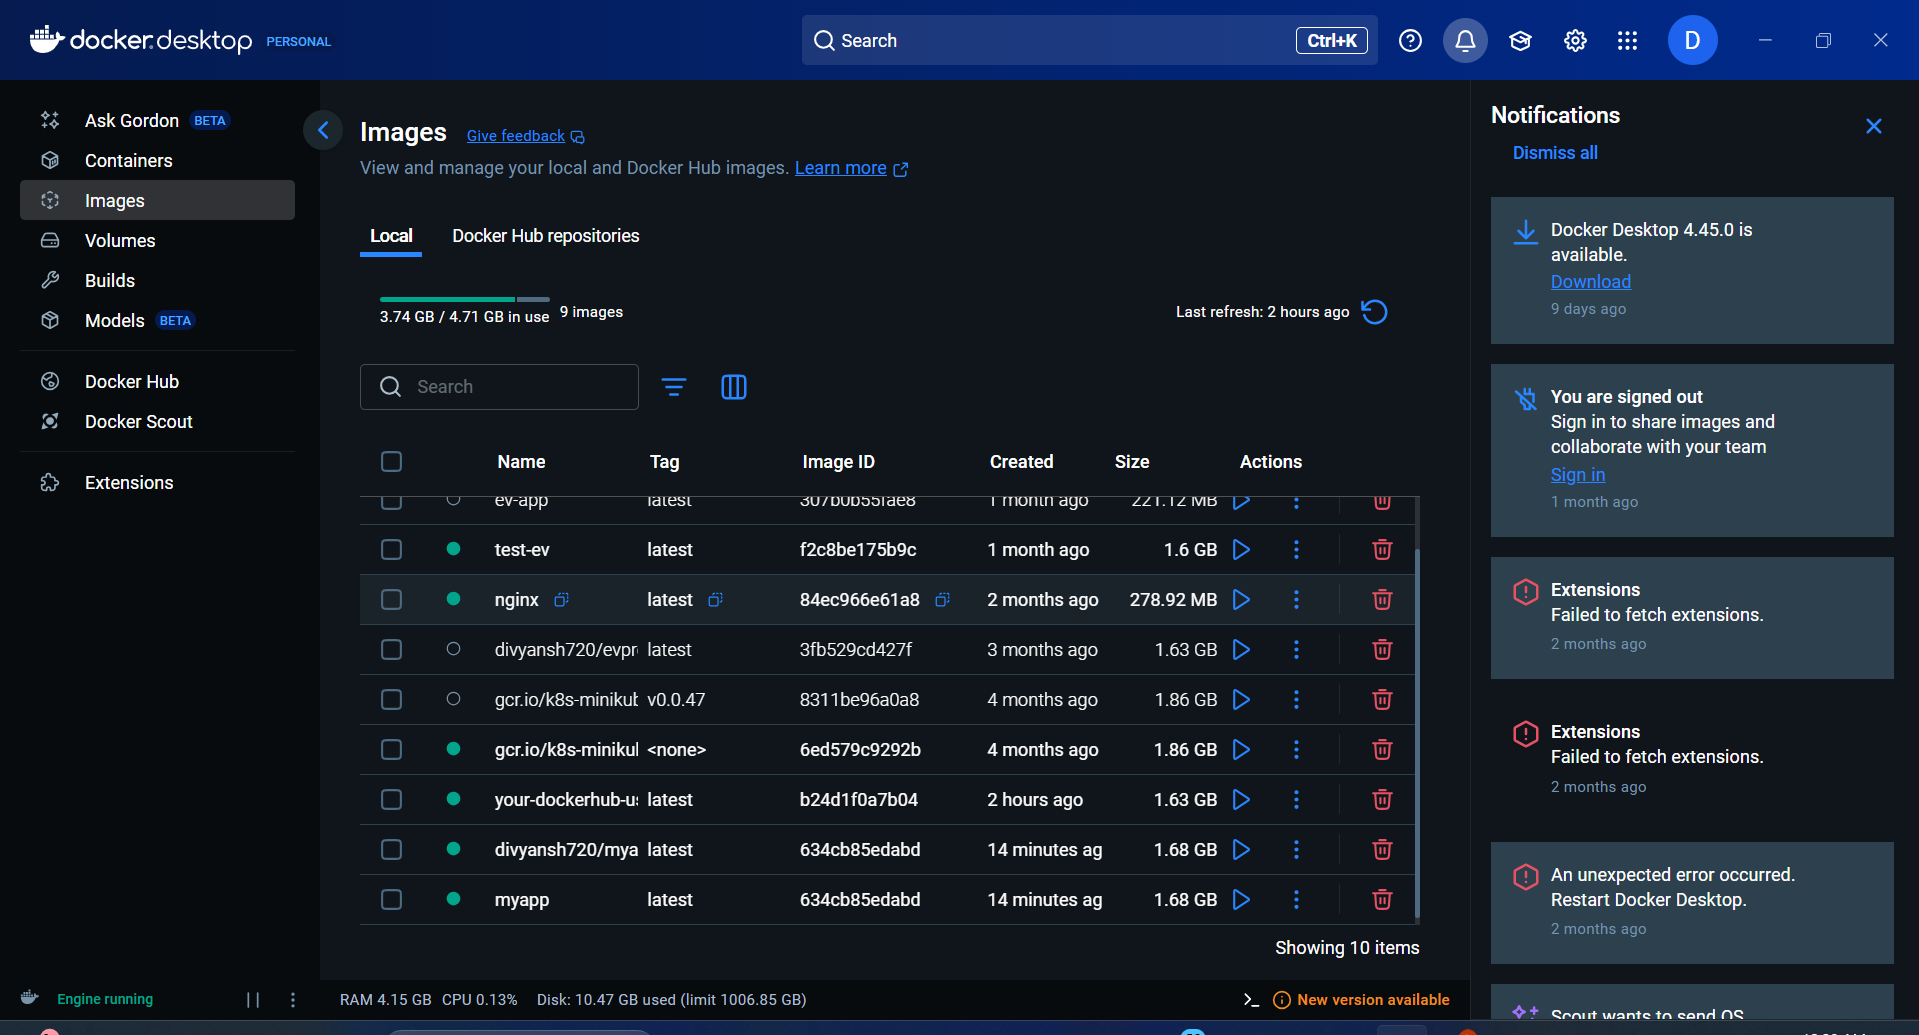 docker.desktop PERSONAL
Search Ctrl+K
D
Ask Gordon BETA
Containers
Images
Volumes
Builds
Models BETA
Docker Hub
Docker Scout
Extensions
Images Give feedback
View and manage your local and Docker Hub images. Learn more
Local Docker Hub repositories
3.74 GB / 4.71 GB in use 9 images
Last refresh: 2 hours ago
Search
Name Tag Image ID Created Size Actions
ev-app latest 307b0b55fae8 1 month ago 221.12 MB
test-ev latest f2c8be175b9c 1 month ago 1.6 GB
nginx latest 84ec966e61a8 2 months ago 278.92 MB
divyansh720/evpr latest 3fb529cd427f 3 months ago 1.63 GB
gcr.io/k8s-minikub v0.0.47 8311be96a0a8 4 months ago 1.86 GB
gcr.io/k8s-minikul <none> 6ed579c9292b 4 months ago 1.86 GB
your-dockerhub-us latest b24d1f0a7b04 2 hours ago 1.63 GB
divyansh720/mya latest 634cb85edabd 14 minutes ag 1.68 GB
myapp latest 634cb85edabd 14 minutes ag 1.68 GB
Showing 10 items
Notifications
Dismiss all
Docker Desktop 4.45.0 is
available.
Download
9 days ago
You are signed out
Sign in to share images and
collaborate with your team
Sign in
1 month ago
Extensions
Failed to fetch extensions.
2 months ago
Extensions
Failed to fetch extensions.
2 months ago
An unexpected error occurred.
Restart Docker Desktop.
2 months ago
Scout wants to send OS
Engine running
RAM 4.15 GB CPU 0.13% Disk: 10.47 GB used (limit 1006.85 GB)
New version available